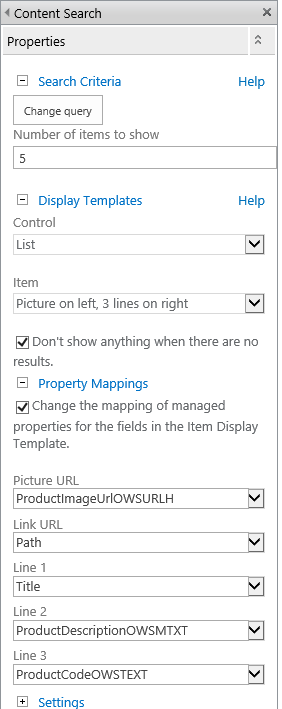 Content Search
Properties
Search Criteria Help
Change query
Number of items to show
5
Display Templates Help
Control
List
Item
Picture on left, 3 lines on right
Don't show anything when there are no
results.
Property Mappings
Change the mapping of managed
properties for the fields in the Item Display
Template.
Picture URL
ProductImageUrlOWSURLH
Link URL
Path
Line 1
Title
Line 2
ProductDescriptionOWSMTXT
Line 3
ProductCodeOWSTEXT
Settings